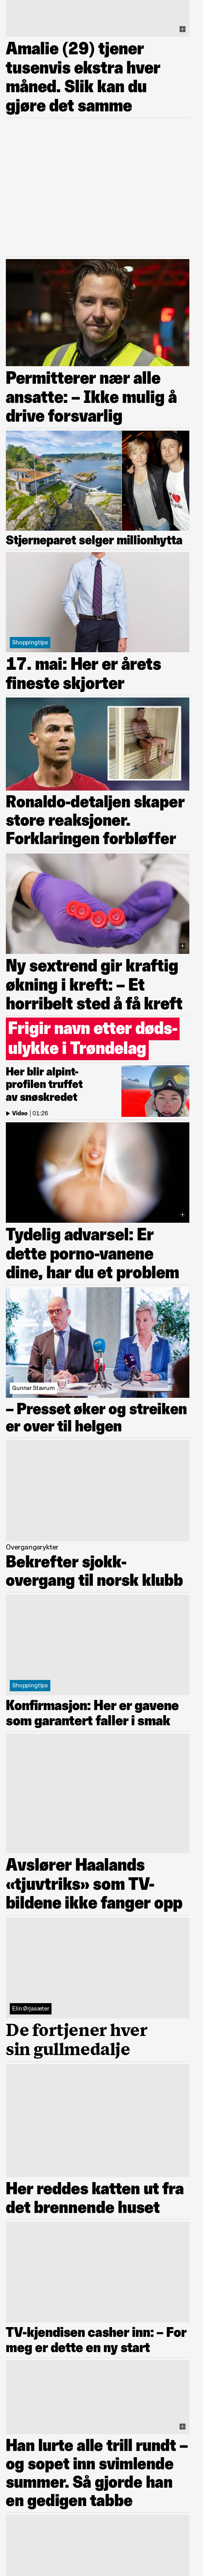 Amalie (29) tjener
tusenvis ekstra hver
måned. Slik kan du
gjøre det samme
Permitterer nær alle
ansatte: – Ikke mulig å
drive forsvarlig
Stjerneparet selger millionhytta
Shoppingtips
17. mai: Her er årets
fineste skjorter
Ronaldo-detaljen skaper
store reaksjoner.
Forklaringen forbløffer
Ny sextrend gir kraftig
økning i kreft: – Et
horribelt sted å få kreft
Frigir navn etter døds-
ulykke i Trøndelag
Her blir alpint-
profilen truffet
av snøskredet
Video | 01:26
Tydelig advarsel: Er
dette porno-vanene
dine, har du et problem
Gunnar Stavrum
– Presset øker og streiken
er over til helgen
Overgangsrykter
Bekrefter sjokk-
overgang til norsk klubb
Shoppingtips
Konfirmasjon: Her er gavene
som garantert faller i smak
Avslører Haalands
«tjuvtriks» som TV-
bildene ikke fanger opp
Elin Ørjasæter
De fortjener hver
sin gullmedalje
Her reddes katten ut fra
det brennende huset
TV-kjendisen casher inn: – For
meg er dette en ny start
Han lurte alle trill rundt –
og sopet inn svimlende
summer. Så gjorde han
en gedigen tabbe